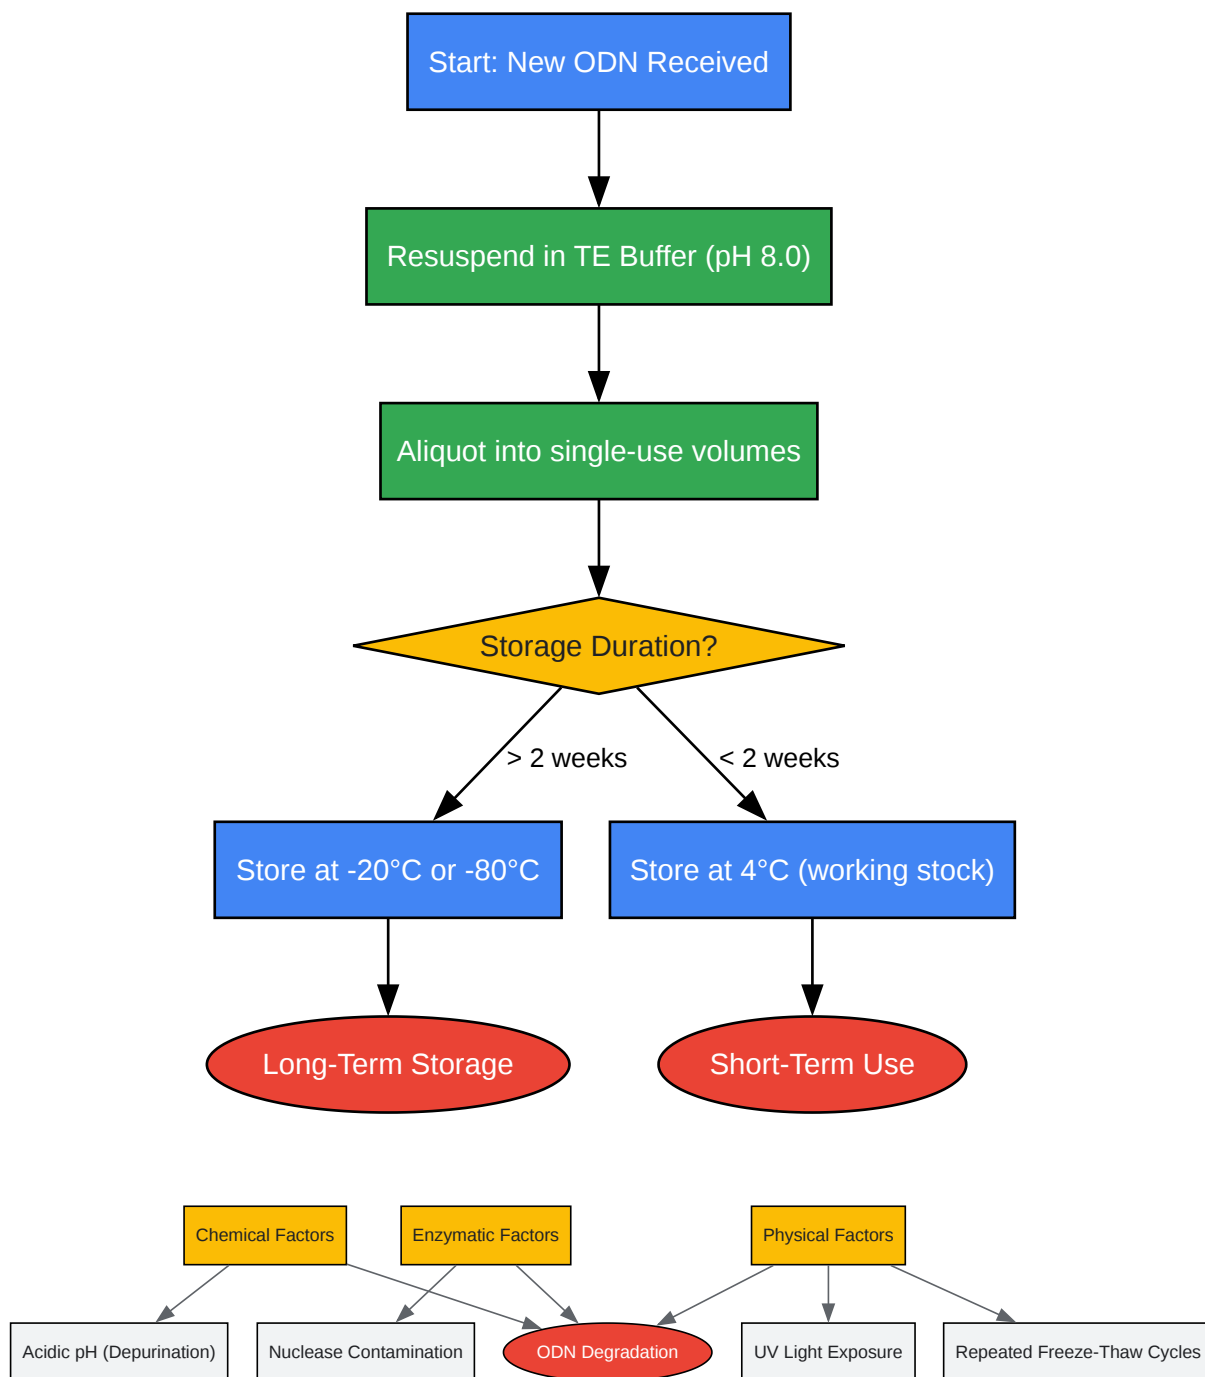 Start: New ODN Received
Resuspend in TE Buffer (pH 8.0)
Aliquot into single-use volumes
Storage Duration?
> 2 weeks
< 2 weeks
Store at -20°C or -80°C
Store at 4°C (working stock)
Long-Term Storage
Short-Term Use
Chemical Factors
Enzymatic Factors
Physical Factors
Acidic pH (Depurination)
Nuclease Contamination
ODN Degradation
UV Light Exposure
Repeated Freeze-Thaw Cycles